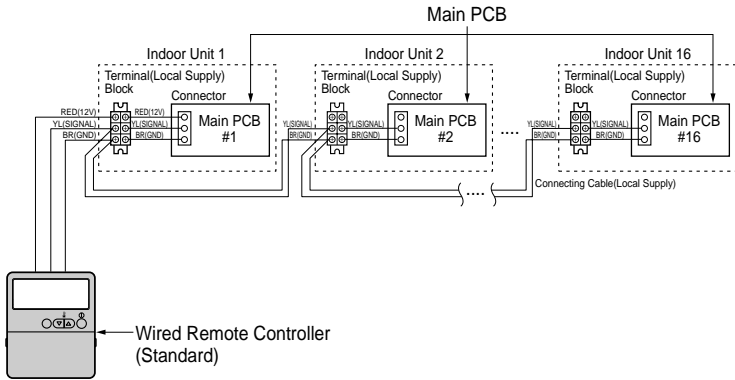 Main PCB
Indoor Unit 1
Indoor Unit 2
Indoor Unit 16
Terminal(Local Supply)
Block
Terminal(Local Supply)
Block
Terminal(Local Supply)
Block
Connector
Connector
Connector
RED(12V)
RED(12V)
YL(SIGNAL)
YL(SIGNAL)
BR(GND)
BR(GND)
Main PCB
#1
YL(SIGNAL)
YL(SIGNAL)
BR(GND)
BR(GND)
Main PCB
#2
....
YL(SIGNAL)
YL(SIGNAL)
BR(GND)
BR(GND)
Main PCB
#16
....
Connecting Cable(Local Supply)
Wired Remote Controller
(Standard)